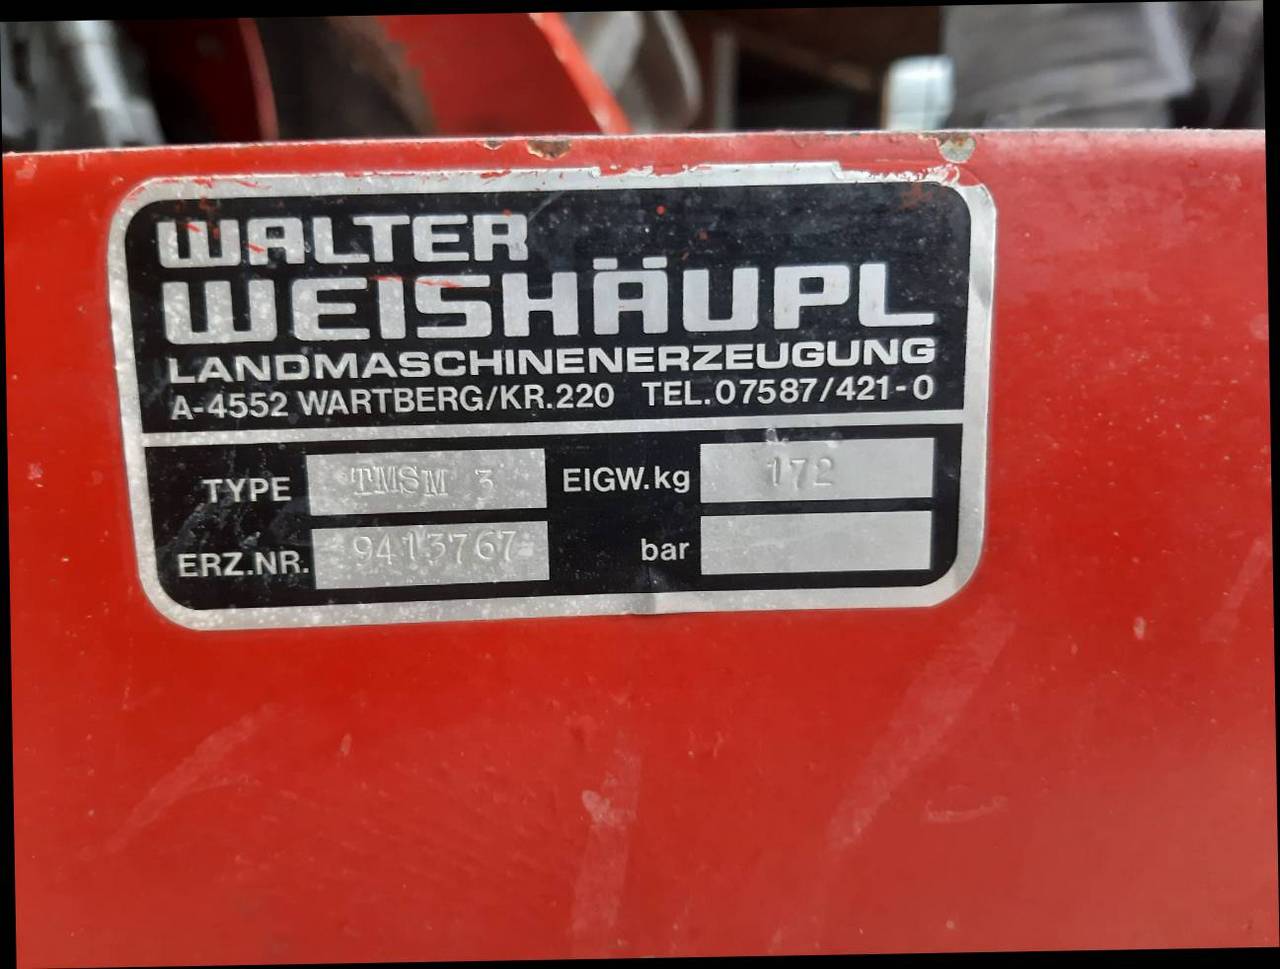 WALTER
WEISHÄUPL
LANDMASCHINENERZEUGUNG
A-4552 WARTBERG/KR.220 TEL.07587/421-0
TYPE TMSM 3 EIGW.kg 172
ERZ.NR. 9413767 bar